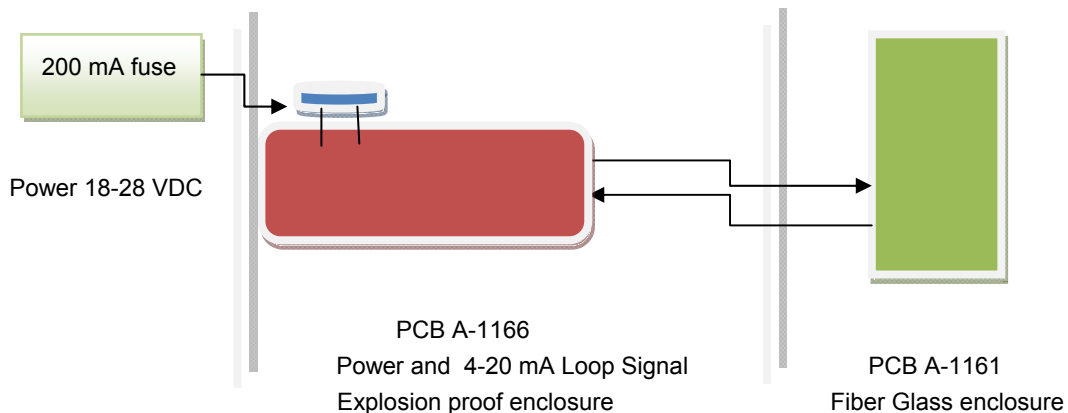 200 mA fuse
Power 18-28 VDC
PCB A-1166
Power and 4-20 mA Loop Signal
Explosion proof enclosure
PCB A-1161
Fiber Glass enclosure